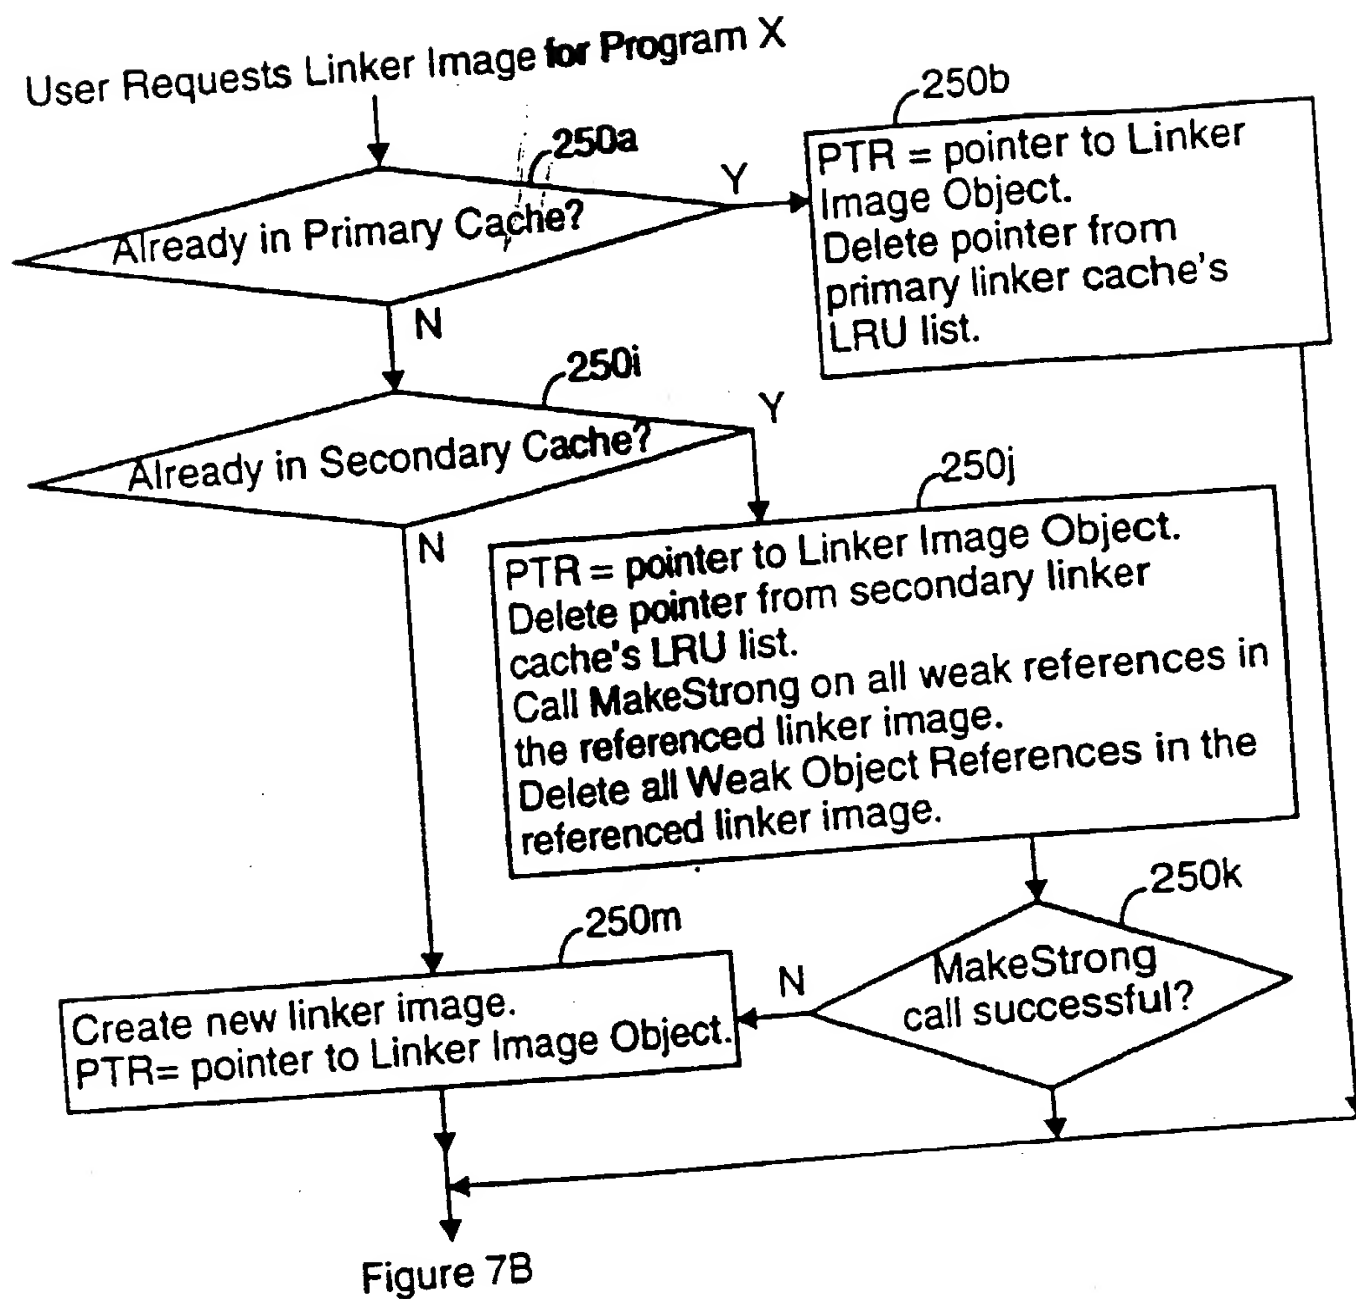 User Requests Linker Image for Program X
250a
Already in Primary Cache?
Y
N
250b
PTR = pointer to Linker
Image Object.
Delete pointer from
primary linker cache's
LRU list.
250i
Already in Secondary Cache?
Y
N
250j
PTR = pointer to Linker Image Object.
Delete pointer from secondary linker
cache's LRU list.
Call MakeStrong on all weak references in
the referenced linker image.
Delete all Weak Object References in the
referenced linker image.
250k
MakeStrong
call successful?
N
250m
Create new linker image.
PTR= pointer to Linker Image Object.
Figure 7B